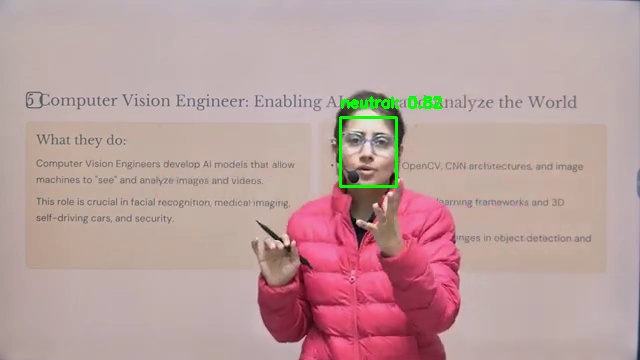 5 Computer Vision Engineer: Enabling AI Analyze the World
neutral: 0.82
What they do:
Computer Vision Engineers develop AI models that allow
machines to "see" and analyze images and videos.
This role is crucial in facial recognition, medical imaging,
self-driving cars, and security.
OpenCV, CNN architectures, and image
learning frameworks and 3D
in object detection and